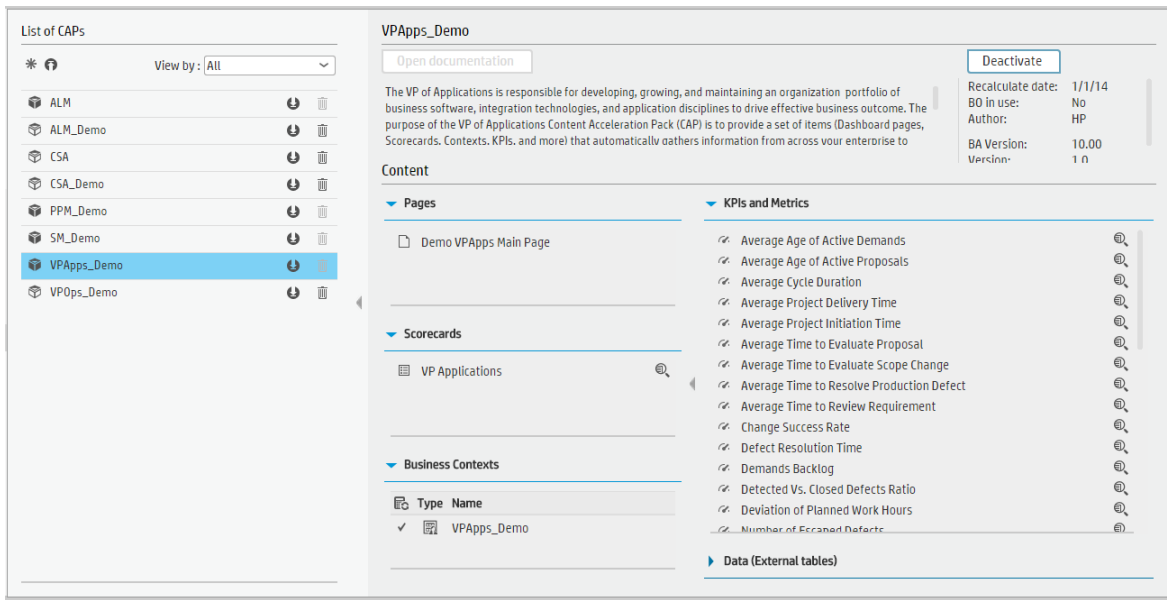 List of CAPs
View by : All
ALM
ALM_Demo
CSA
CSA_Demo
PPM_Demo
SM_Demo
VPApps_Demo
VPOps_Demo
VPApps_Demo
Open documentation
Deactivate
The VP of Applications is responsible for developing, growing, and maintaining an organization portfolio of
business software, integration technologies, and application disciplines to drive effective business outcome. The
purpose of the VP of Applications Content Acceleration Pack (CAP) is to provide a set of items (Dashboard pages,
Scorecards, Contexts, KPIs, and more) that automatically gathers information from across your enterprise to
Recalculate date: 1/1/14
BO in use: No
Author: HP
BA Version: 10.00
Version: 1.0
Content
Pages
Demo VPApps Main Page
Scorecards
VP Applications
Business Contexts
Type Name
VPApps_Demo
KPIs and Metrics
Average Age of Active Demands
Average Age of Active Proposals
Average Cycle Duration
Average Project Delivery Time
Average Project Initiation Time
Average Time to Evaluate Proposal
Average Time to Evaluate Scope Change
Average Time to Resolve Production Defect
Average Time to Review Requirement
Change Success Rate
Defect Resolution Time
Demands Backlog
Detected Vs. Closed Defects Ratio
Deviation of Planned Work Hours
Number of Escaped Defects
Data (External tables)